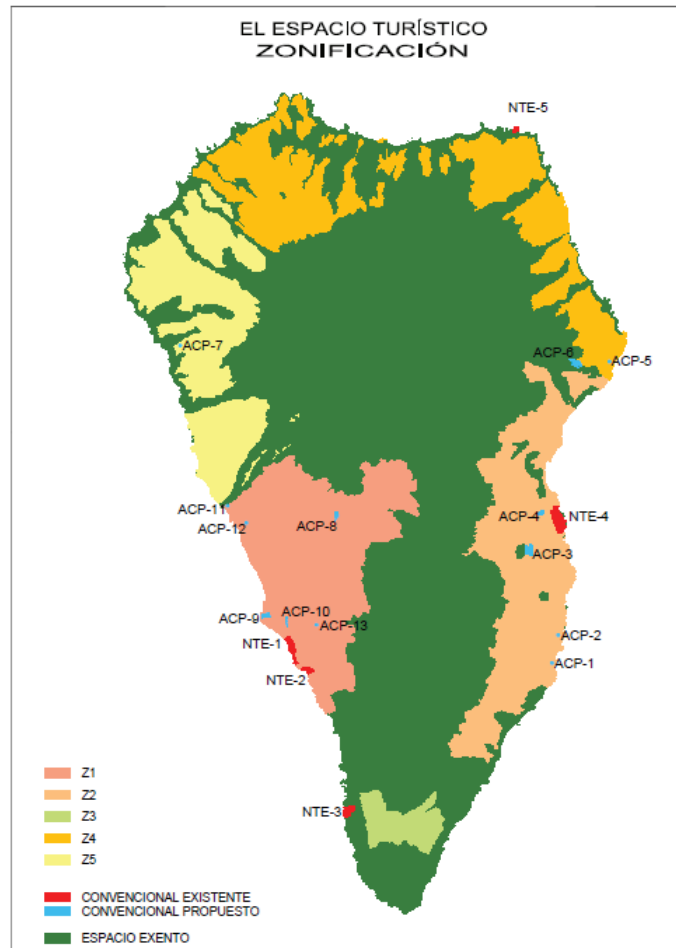 EL ESPACIO TURÍSTICO
ZONIFICACIÓN
NTE-5
ACP-7
ACP-6
ACP-5
ACP-11
ACP-12
ACP-8
ACP-4
NTE-4
ACP-3
ACP-10
ACP-9
ACP-13
ACP-2
NTE-1
ACP-1
NTE-2
NTE-3
Z1
Z2
Z3
Z4
Z5
CONVENCIONAL EXISTENTE
CONVENCIONAL PROPUESTO
ESPACIO EXENTO